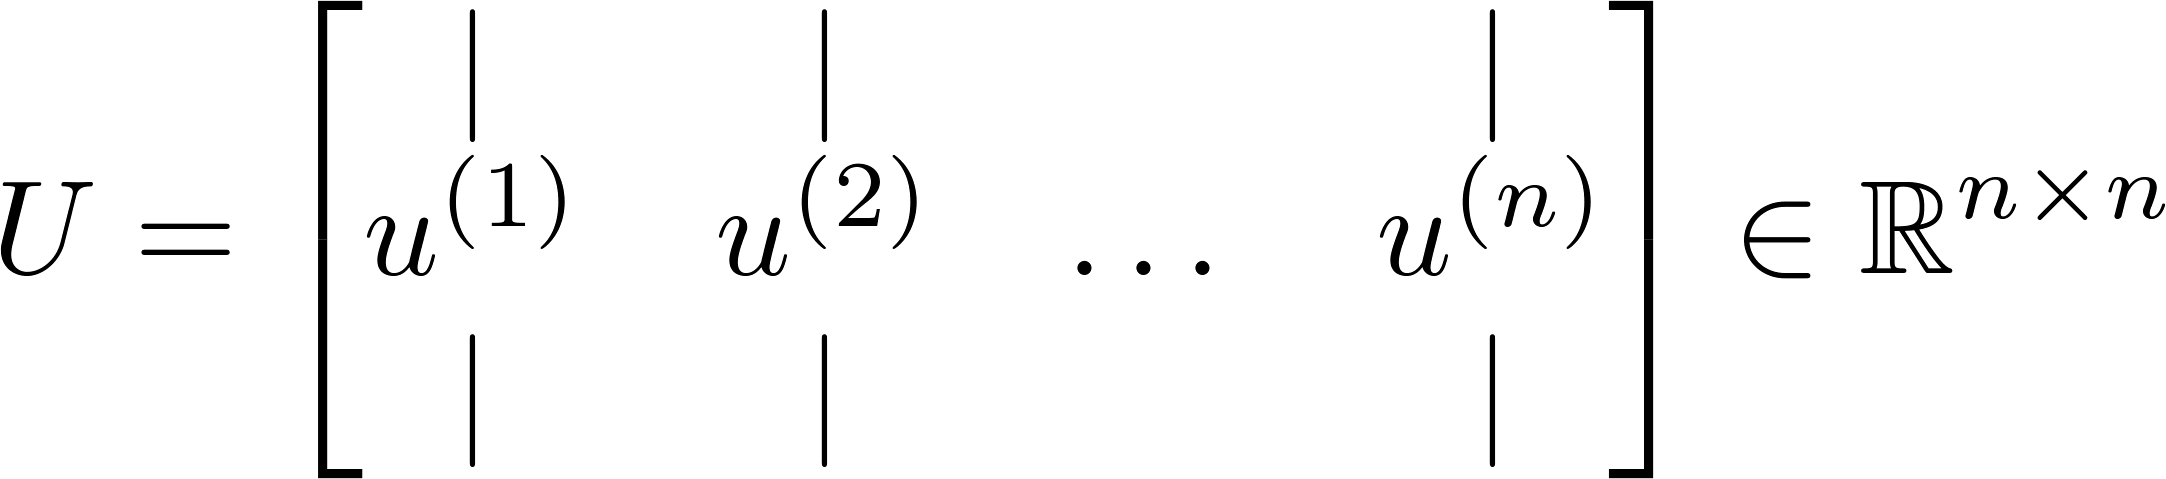 U = [ | | | u^(1) u^(2) … u^(n) | | | ] ∈ ℝ^{n×n}